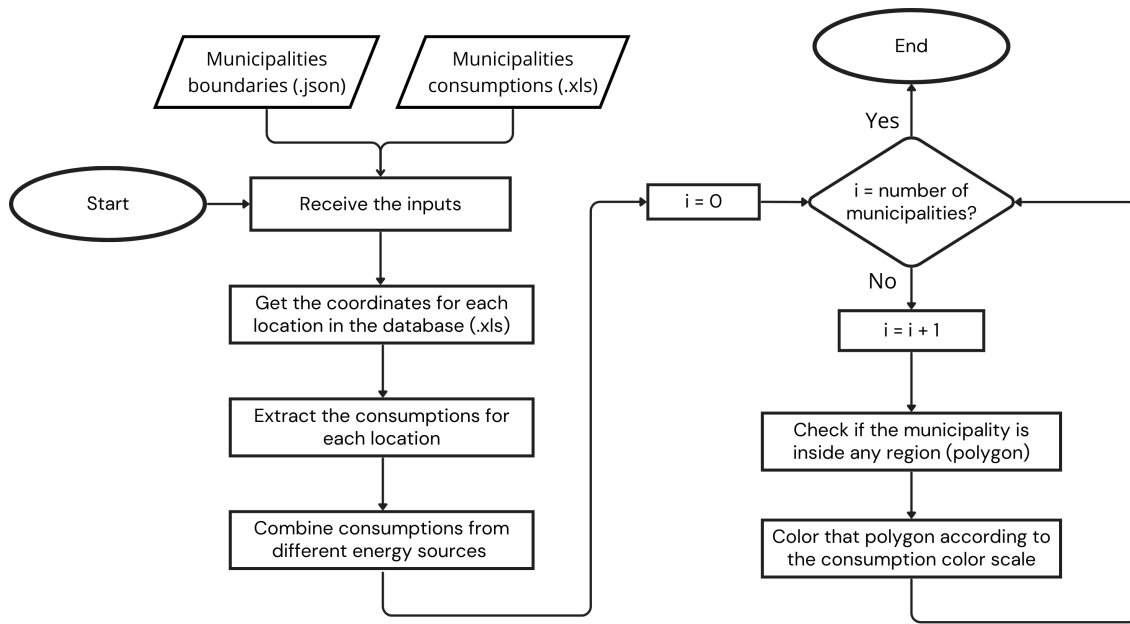 Municipalities
boundaries (.json)
Municipalities
consumptions (.xls)
Start
Receive the inputs
Get the coordinates for each
location in the database (.xls)
Extract the consumptions for
each location
Combine consumptions from
different energy sources
i = 0
End
Yes
i = number of
municipalities?
No
i = i + 1
Check if the municipality is
inside any region (polygon)
Color that polygon according to
the consumption color scale